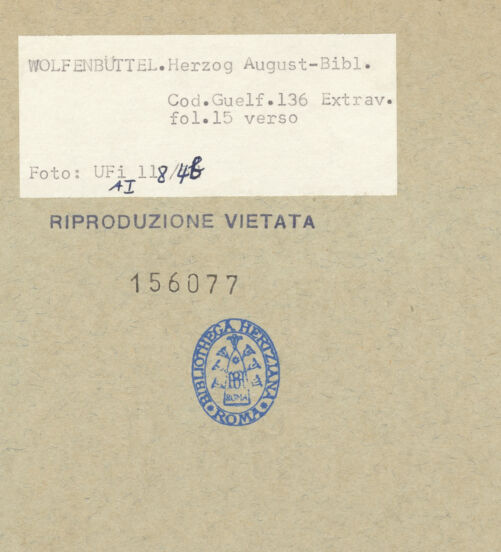 WOLFENBÜTTEL.Herzog August-Bibl.
Cod.Guelf.136 Extrav.
fol.15 verso
Foto: UFi 118/4b
AI
RIPRODUZIONE VIETATA
156077
BIBLIOTHECA HERTZIANA
ROMA